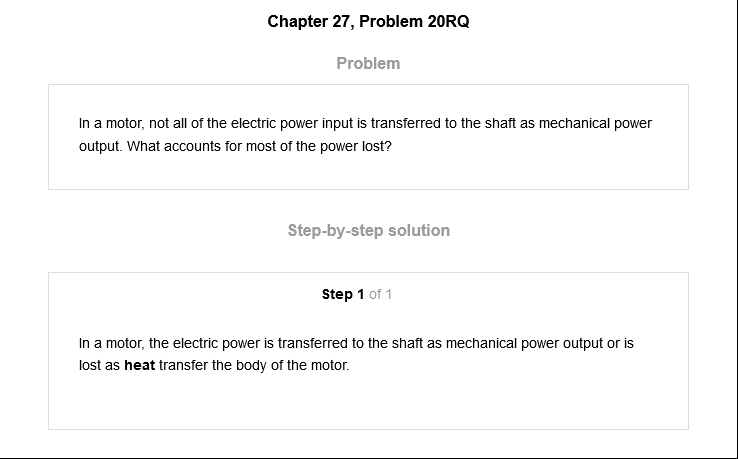 Chapter 27, Problem 20RQ
Problem
In a motor, not all of the electric power input is transferred to the shaft as mechanical power
output. What accounts for most of the power lost?
Step-by-step solution
Step 1 of 1
In a motor, the electric power is transferred to the shaft as mechanical power output or is
lost as heat transfer the body of the motor.